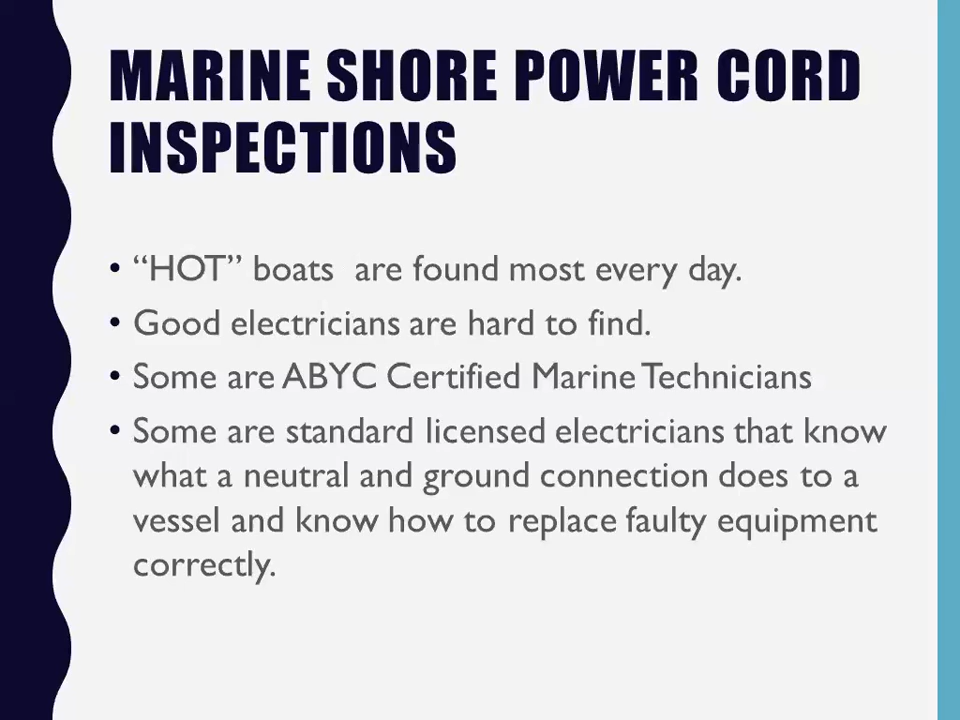 MARINE SHORE POWER CORD
INSPECTIONS
• “HOT” boats are found most every day.
• Good electricians are hard to find.
• Some are ABYC Certified Marine Technicians
• Some are standard licensed electricians that know
what a neutral and ground connection does to a
vessel and know how to replace faulty equipment
correctly.